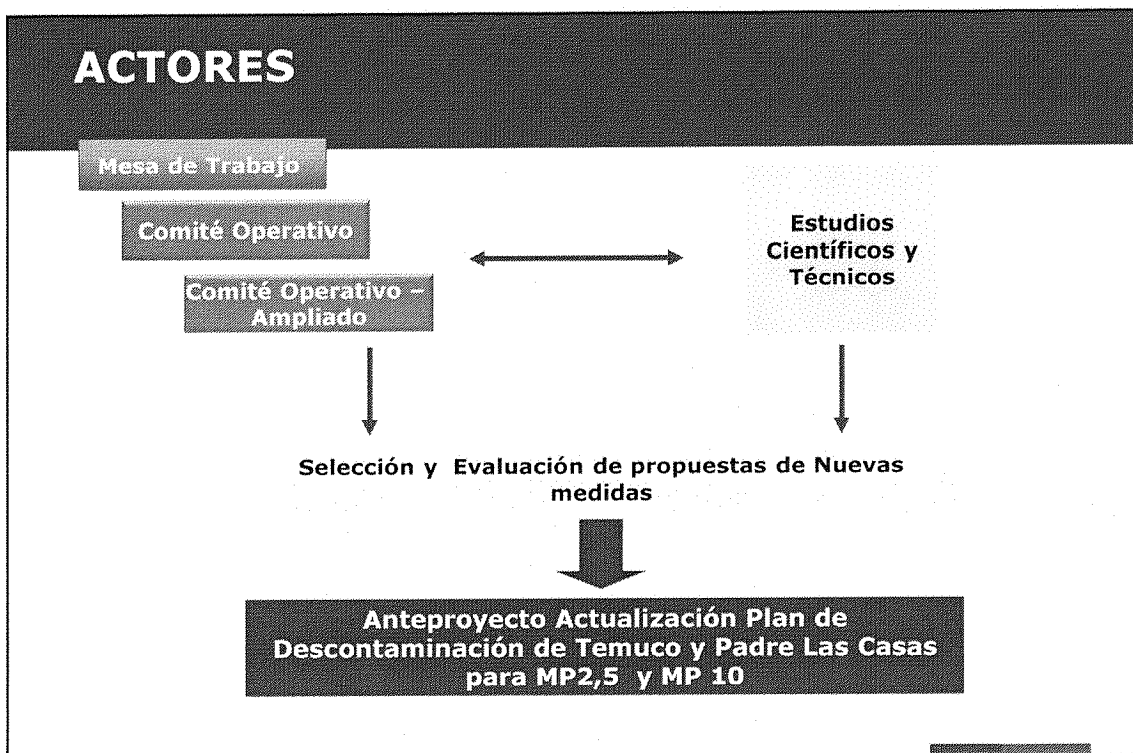 ACTORES
Mesa de Trabajo
Comité Operativo
Comité Operativo –
Ampliado
Estudios
Científicos y
Técnicos
Selección y Evaluación de propuestas de Nuevas
medidas
Anteproyecto Actualización Plan de
Descontaminación de Temuco y Padre Las Casas
para MP2,5 y MP 10